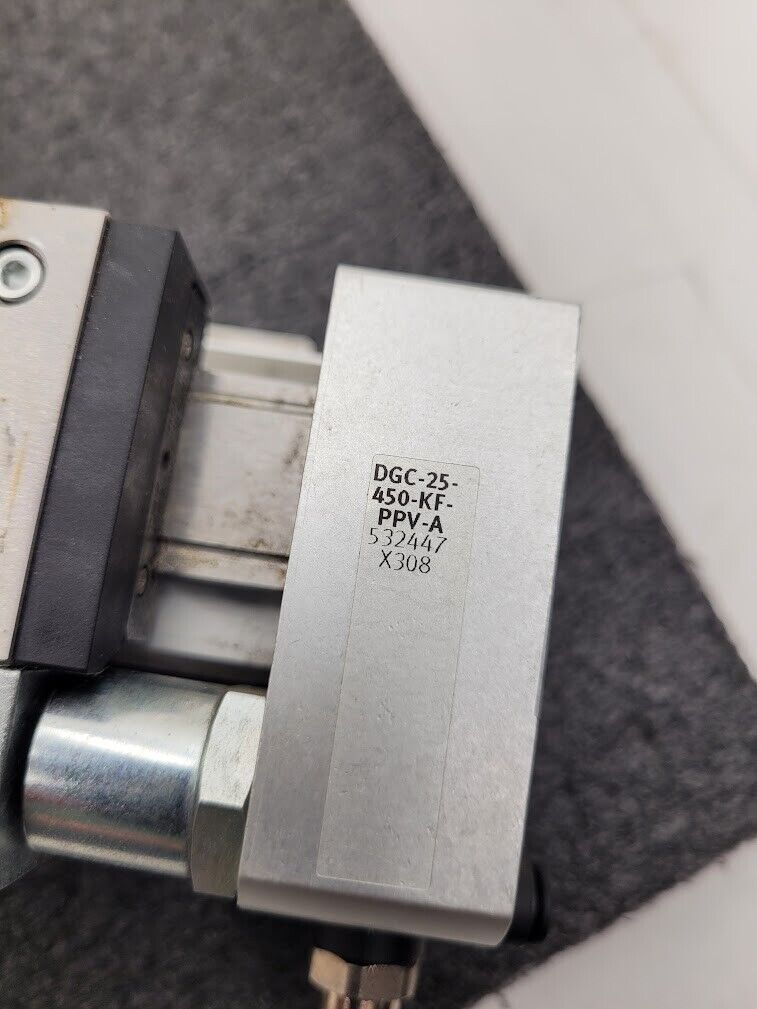 DGC-25-
450-KF-
PPV-A
532447
X308